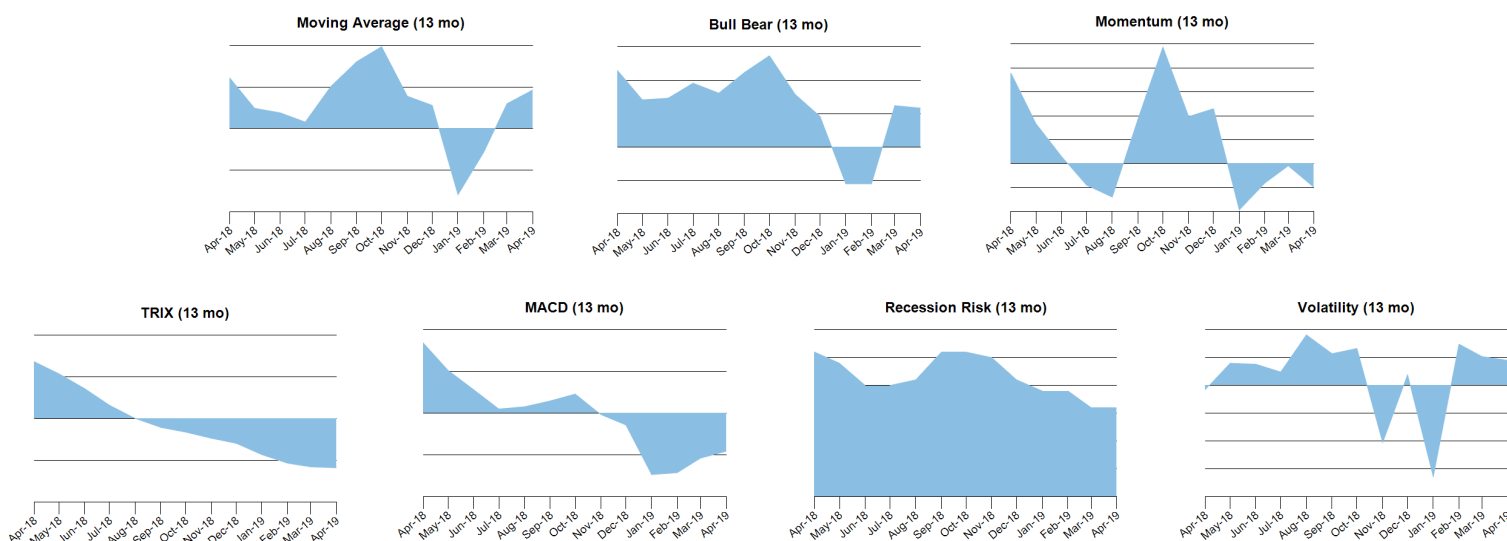 Moving Average (13 mo)
Apr-18 May-18 Jun-18 Jul-18 Aug-18 Sep-18 Oct-18 Nov-18 Dec-18 Jan-19 Feb-19 Mar-19 Apr-19
Bull Bear (13 mo)
Apr-18 May-18 Jun-18 Jul-18 Aug-18 Sep-18 Oct-18 Nov-18 Dec-18 Jan-19 Feb-19 Mar-19 Apr-19
Momentum (13 mo)
Apr-18 May-18 Jun-18 Jul-18 Aug-18 Sep-18 Oct-18 Nov-18 Dec-18 Jan-19 Feb-19 Mar-19 Apr-19
TRIX (13 mo)
Apr-18 May-18 Jun-18 Jul-18 Aug-18 Sep-18 Oct-18 Nov-18 Dec-18 Jan-19 Feb-19 Mar-19 Apr-19
MACD (13 mo)
Apr-18 May-18 Jun-18 Jul-18 Aug-18 Sep-18 Oct-18 Nov-18 Dec-18 Jan-19 Feb-19 Mar-19 Apr-19
Recession Risk (13 mo)
Apr-18 May-18 Jun-18 Jul-18 Aug-18 Sep-18 Oct-18 Nov-18 Dec-18 Jan-19 Feb-19 Mar-19 Apr-19
Volatility (13 mo)
Apr-18 May-18 Jun-18 Jul-18 Aug-18 Sep-18 Oct-18 Nov-18 Dec-18 Jan-19 Feb-19 Mar-19 Apr-19